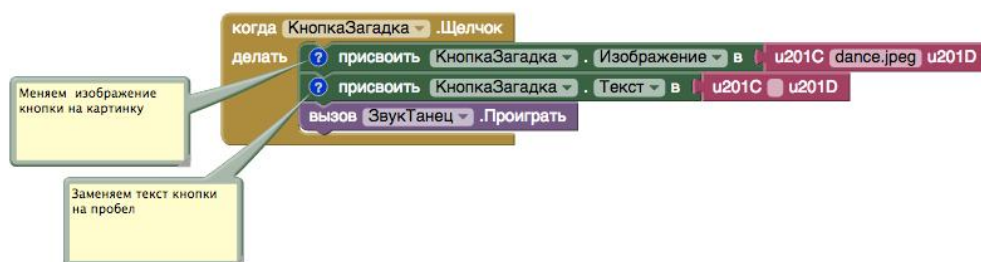 когда КнопкаЗагадка .Щелчок
делать ? присвоить КнопкаЗагадка . Изображение в u201C dance.jpeg u201D
? присвоить КнопкаЗагадка . Текст в u201C u201D
вызов ЗвукТанец .Проиграть
Меняем изображение
кнопки на картинку
Заменяем текст кнопки
на пробел